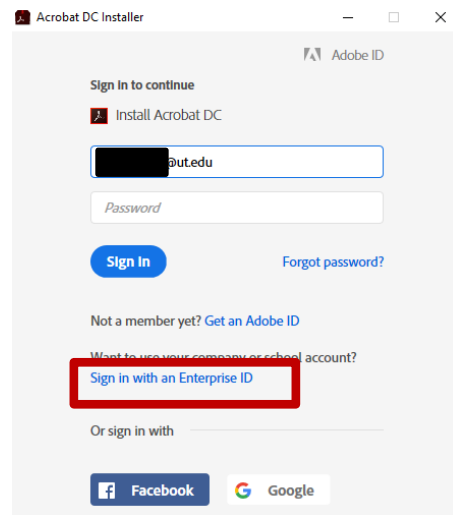 Acrobat DC Installer
Adobe ID
Sign in to continue
Install Acrobat DC
@ut.edu
Password
Sign In
Forgot password?
Not a member yet? Get an Adobe ID
Want to use your company or school account?
Sign in with an Enterprise ID
Or sign in with
Facebook
Google